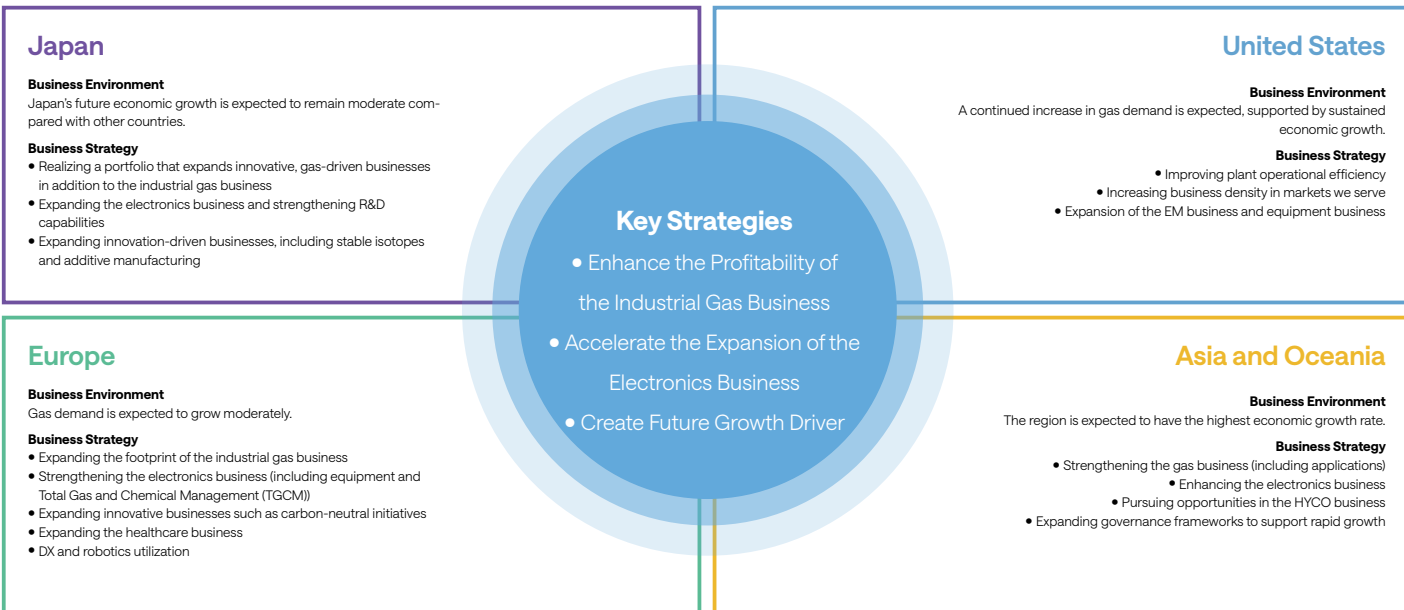 Japan
Business Environment
Japan's future economic growth is expected to remain moderate com-
pared with other countries.
Business Strategy
• Realizing a portfolio that expands innovative, gas-driven businesses
in addition to the industrial gas business
• Expanding the electronics business and strengthening R&D
capabilities
• Expanding innovation-driven businesses, including stable isotopes
and additive manufacturing
United States
Business Environment
A continued increase in gas demand is expected, supported by sustained
economic growth.
Business Strategy
• Improving plant operational efficiency
• Increasing business density in markets we serve
• Expansion of the EM business and equipment business
Key Strategies
• Enhance the Profitability of
the Industrial Gas Business
• Accelerate the Expansion of the
Electronics Business
• Create Future Growth Driver
Europe
Business Environment
Gas demand is expected to grow moderately.
Business Strategy
• Expanding the footprint of the industrial gas business
• Strengthening the electronics business (including equipment and
Total Gas and Chemical Management (TGCM))
• Expanding innovative businesses such as carbon-neutral initiatives
• Expanding the healthcare business
• DX and robotics utilization
Asia and Oceania
Business Environment
The region is expected to have the highest economic growth rate.
Business Strategy
• Strengthening the gas business (including applications)
• Enhancing the electronics business
• Pursuing opportunities in the HYCO business
• Expanding governance frameworks to support rapid growth